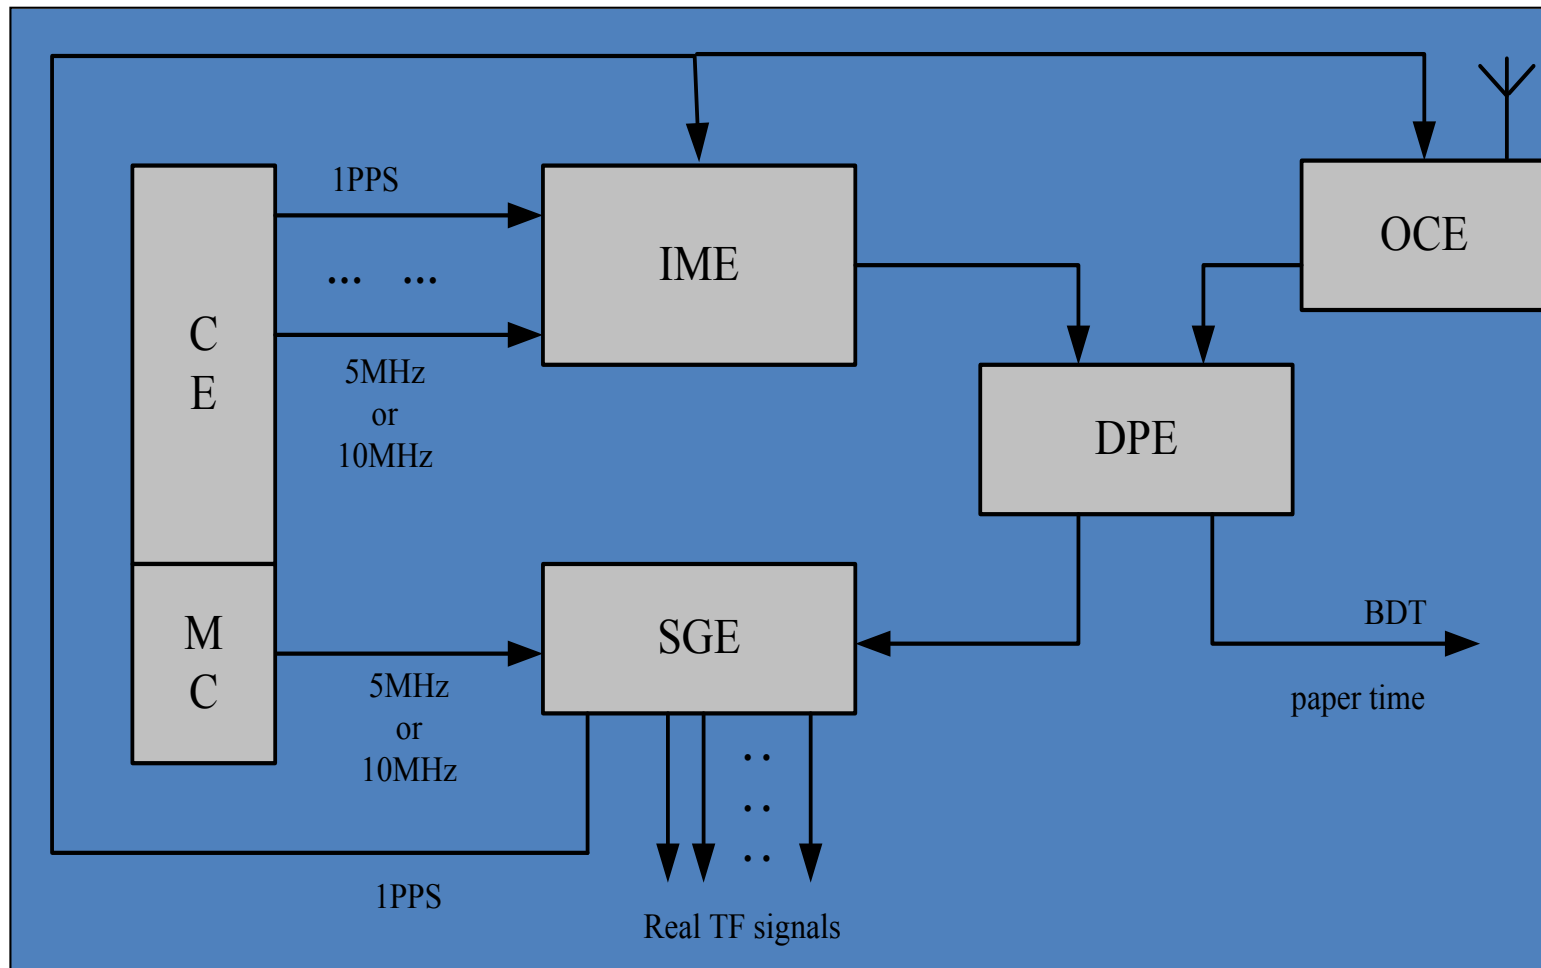 1PPS
... ...
5MHz
or
10MHz
C
E
M
C
IME
OCE
DPE
SGE
5MHz
or
10MHz
BDT
paper time
1PPS
Real TF signals